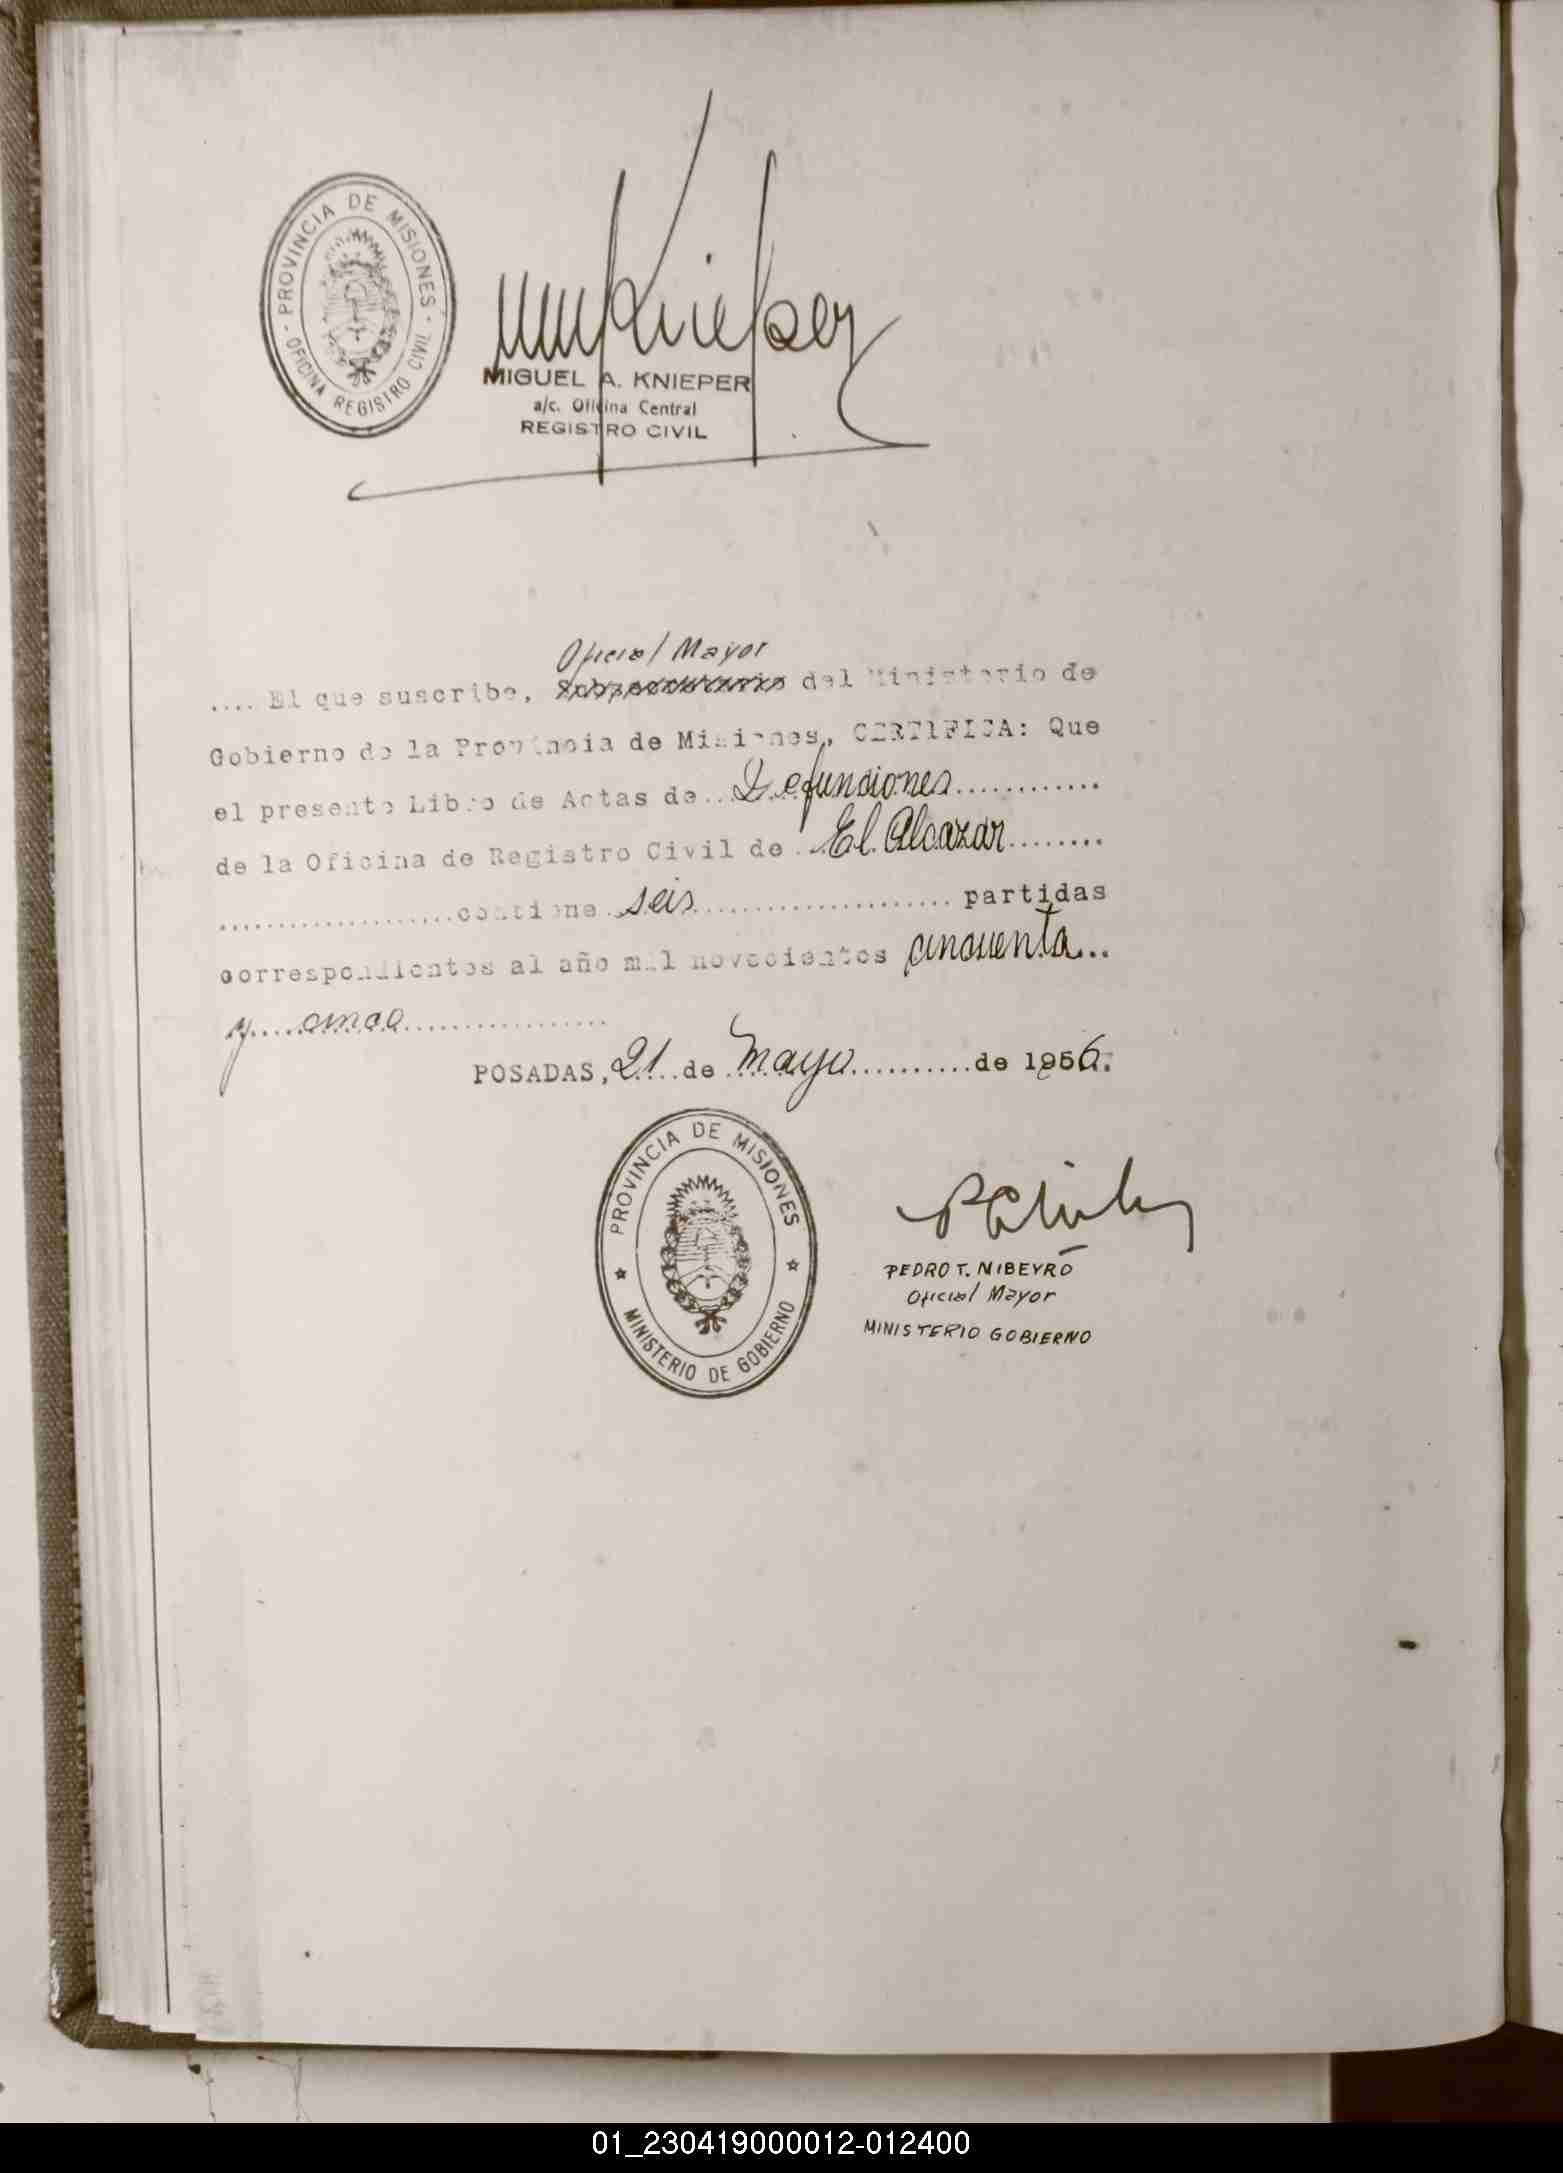 PROVINCIA DE MISIONES
OFICINA REGISTRO CIVIL
MIGUEL A. KNIEPER
a/c. Oficina Central
REGISTRO CIVIL
Oficial Mayor
.... El que suscribe, del Ministerio de
Gobierno de la Provincia de Misiones, CERTIFICA: Que
el presente Libro de Actas de...Defunciones............
de la Oficina de Registro Civil de...El Alcazar........
....................contiene seis...................... partidas
correspondientes al año mil novecientos cincuenta..
y.....cinco.................
POSADAS, 21 de Mayo..........de 1956.
PROVINCIA DE MISIONES
MINISTERIO DE GOBIERNO
PEDRO T. NIBEYRO
Oficial Mayor
MINISTERIO GOBIERNO
01_230419000012-012400